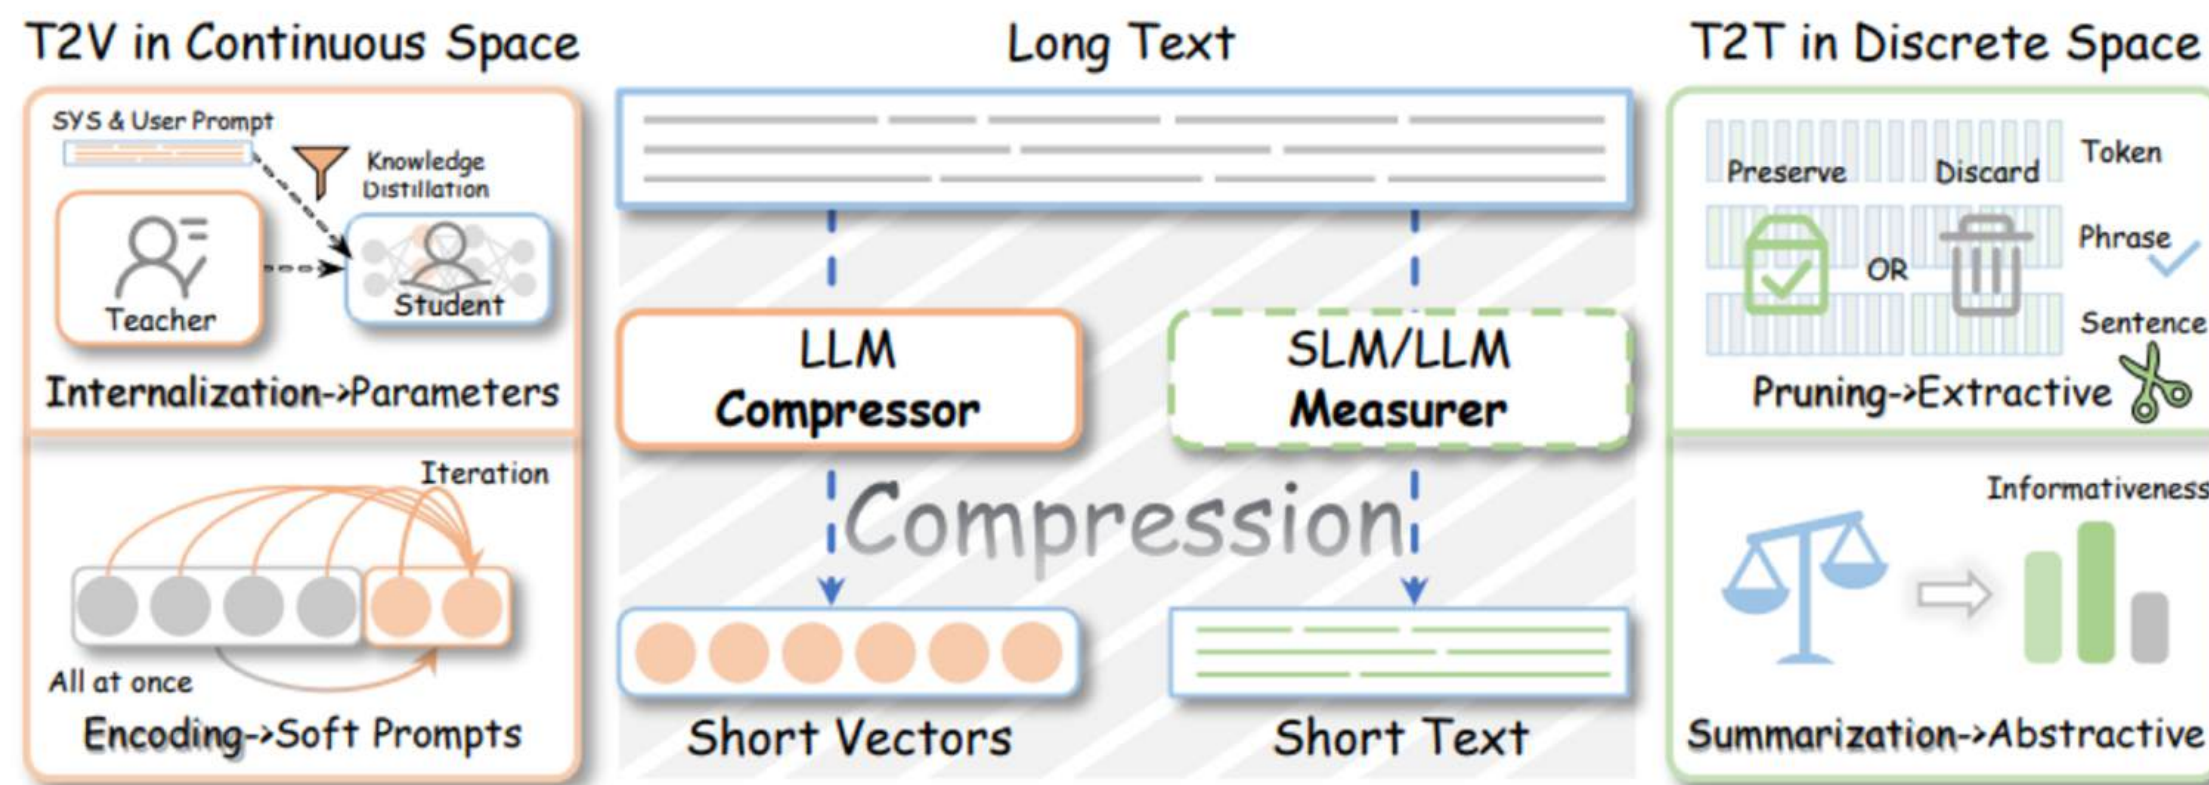 T2V in Continuous Space
SYS & User Prompt
Knowledge
Distillation
Teacher
Student
Internalization->Parameters
Iteration
All at once
Encoding->Soft Prompts
Long Text
LLM
Compressor
SLM/LLM
Measurer
Compression
Short Vectors
Short Text
T2T in Discrete Space
Preserve
Discard
Token
OR
Phrase
Sentence
Pruning->Extractive
Informativeness
Summarization->Abstractive